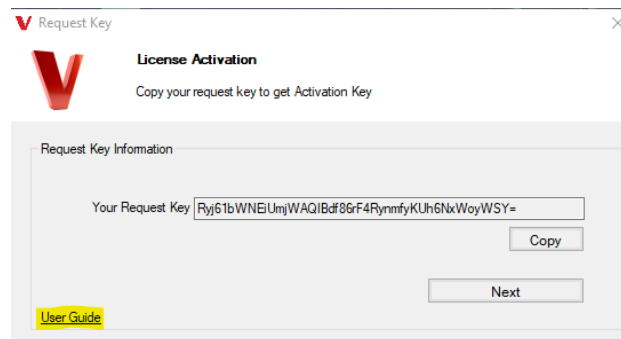 Request Key
License Activation
Copy your request key to get Activation Key
Request Key Information
Your Request Key Ryj61bWNEiUmjWAQIBdf86rF4RynmfyKUh6NxWoyWSY=
Copy
Next
User Guide